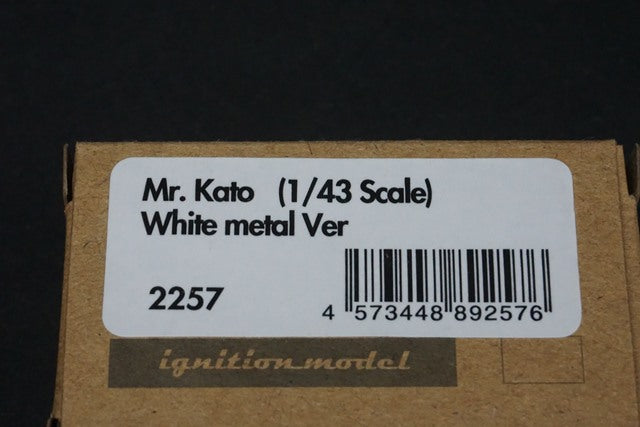 Mr. Kato (1/43 Scale)
White metal Ver
2257
4 573448 892576
ignition model